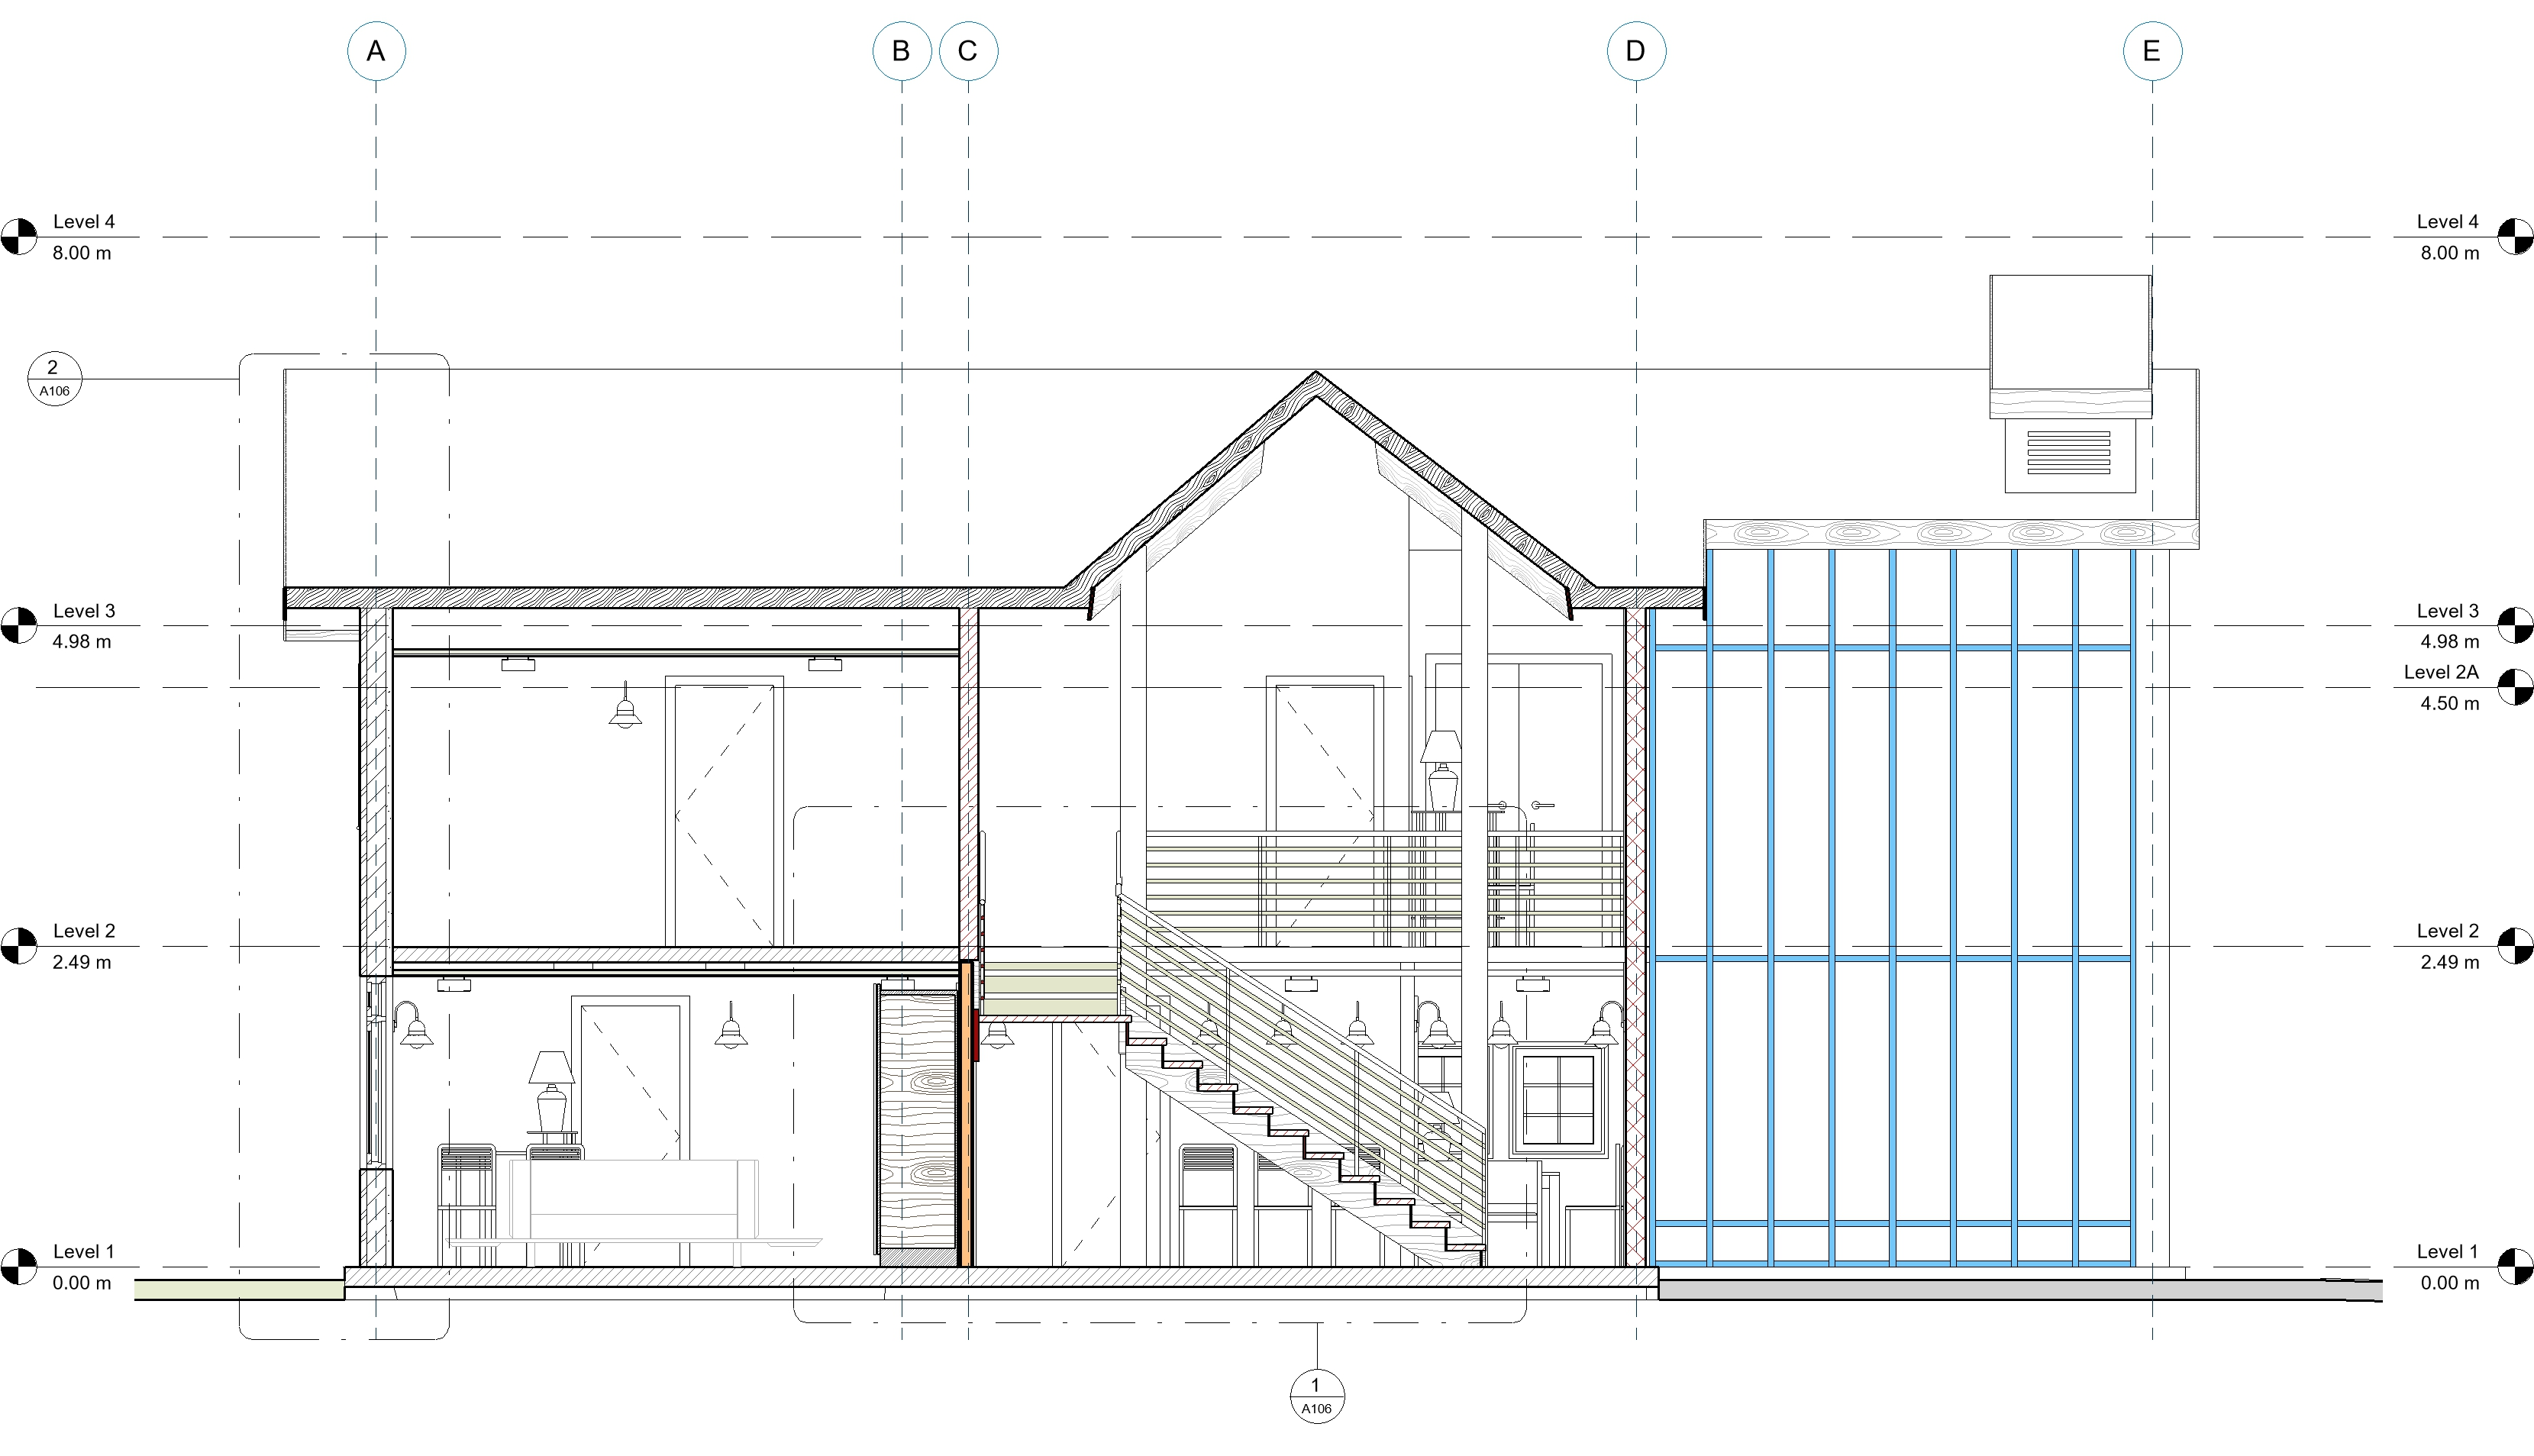 A
B
C
D
E
Level 4
8.00 m
Level 4
8.00 m
2
A106
Level 3
4.98 m
Level 3
4.98 m
Level 2A
4.50 m
Level 2
2.49 m
Level 2
2.49 m
Level 1
0.00 m
Level 1
0.00 m
1
A106